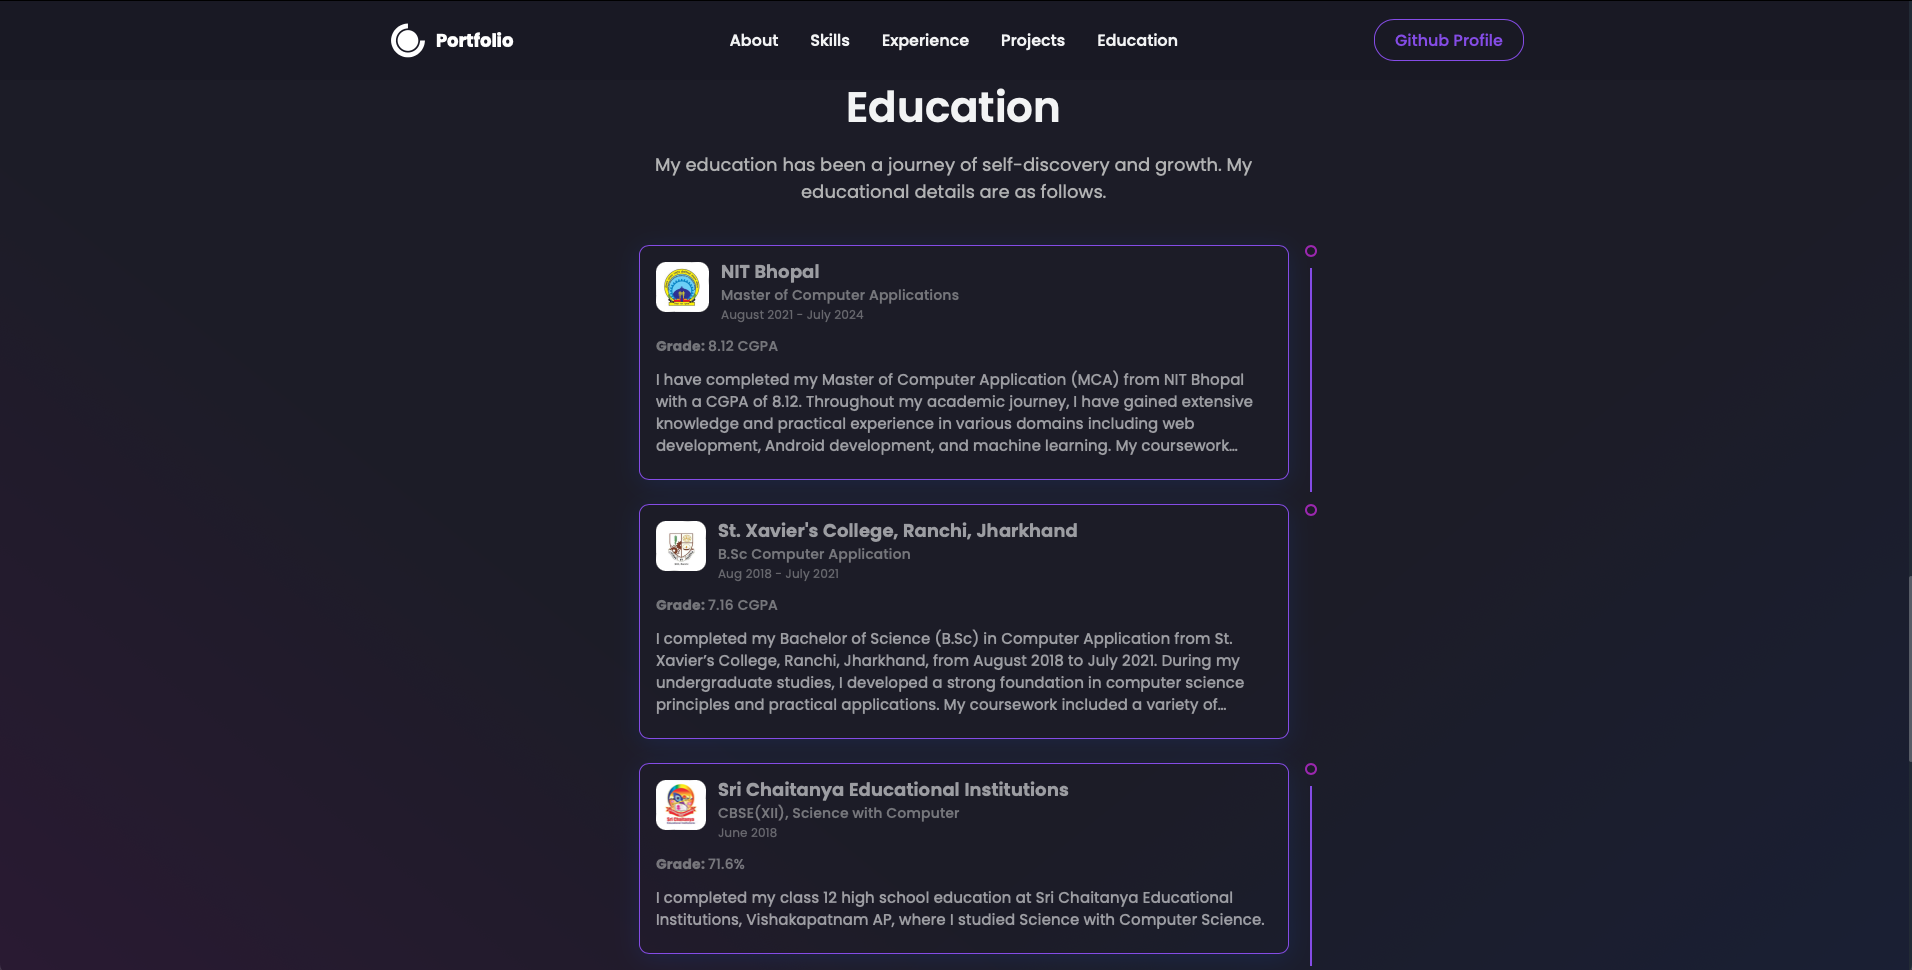 Portfolio
About
Skills
Experience
Projects
Education
Github Profile
Education
My education has been a journey of self-discovery and growth. My
educational details are as follows.
NIT Bhopal
Master of Computer Applications
August 2021 - July 2024
Grade: 8.12 CGPA
I have completed my Master of Computer Application (MCA) from NIT Bhopal
with a CGPA of 8.12. Throughout my academic journey, I have gained extensive
knowledge and practical experience in various domains including web
development, Android development, and machine learning. My coursework…
St. Xavier's College, Ranchi, Jharkhand
B.Sc Computer Application
Aug 2018 - July 2021
Grade: 7.16 CGPA
I completed my Bachelor of Science (B.Sc) in Computer Application from St.
Xavier’s College, Ranchi, Jharkhand, from August 2018 to July 2021. During my
undergraduate studies, I developed a strong foundation in computer science
principles and practical applications. My coursework included a variety of…
Sri Chaitanya
Sri Chaitanya Educational Institutions
CBSE(XII), Science with Computer
June 2018
Grade: 71.6%
I completed my class 12 high school education at Sri Chaitanya Educational
Institutions, Vishakapatnam AP, where I studied Science with Computer Science.